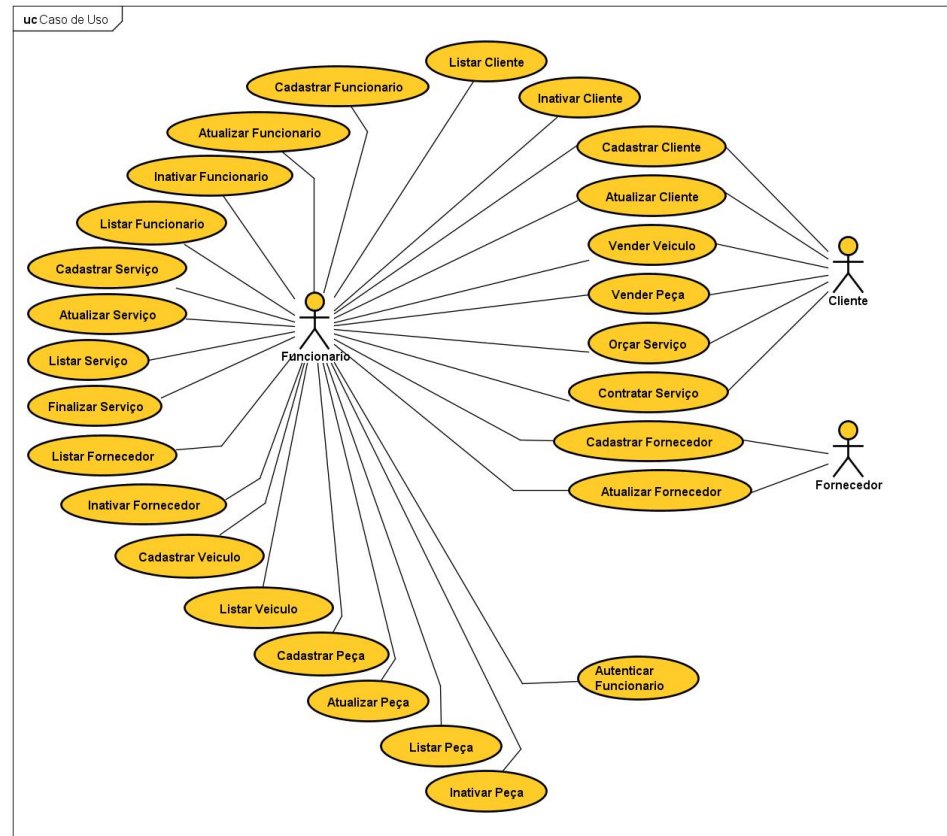 uc Caso de Uso
Listar Cliente
Cadastrar Funcionario
Inativar Cliente
Atualizar Funcionario
Cadastrar Cliente
Inativar Funcionario
Atualizar Cliente
Listar Funcionario
Vender Veiculo
Cadastrar Serviço
Vender Peça
Cliente
Atualizar Serviço
Orçar Serviço
Funcionario
Listar Serviço
Contratar Serviço
Finalizar Serviço
Cadastrar Fornecedor
Listar Fornecedor
Fornecedor
Atualizar Fornecedor
Inativar Fornecedor
Cadastrar Veiculo
Listar Veiculo
Cadastrar Peça
Autenticar
Funcionario
Atualizar Peça
Listar Peça
Inativar Peça